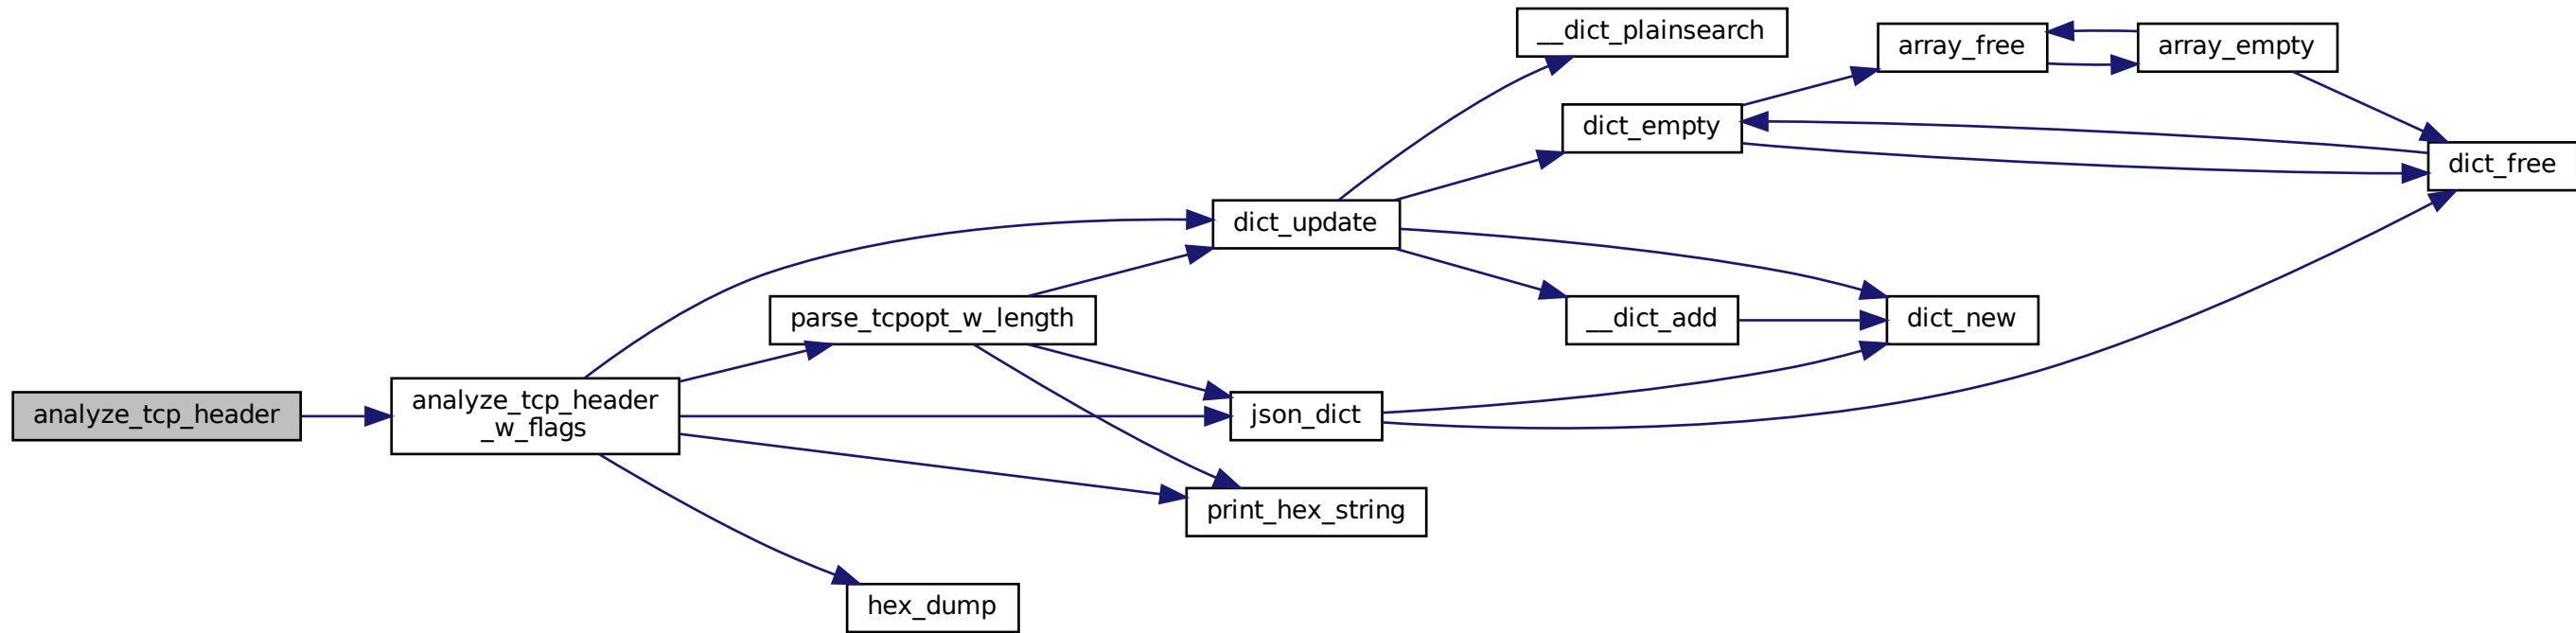 __dict_plainsearch
array_free
array_empty
dict_empty
dict_free
dict_update
parse_tcpopt_w_length
__dict_add
dict_new
analyze_tcp_header
analyze_tcp_header
_w_flags
json_dict
print_hex_string
hex_dump